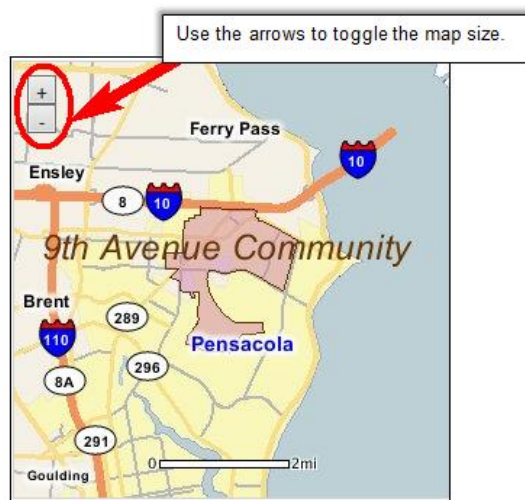 Use the arrows to toggle the map size.
+
-
Ferry Pass
Ensley
10
8
10
9th Avenue Community
Brent
289
110
Pensacola
296
8A
291
Goulding
0
2mi